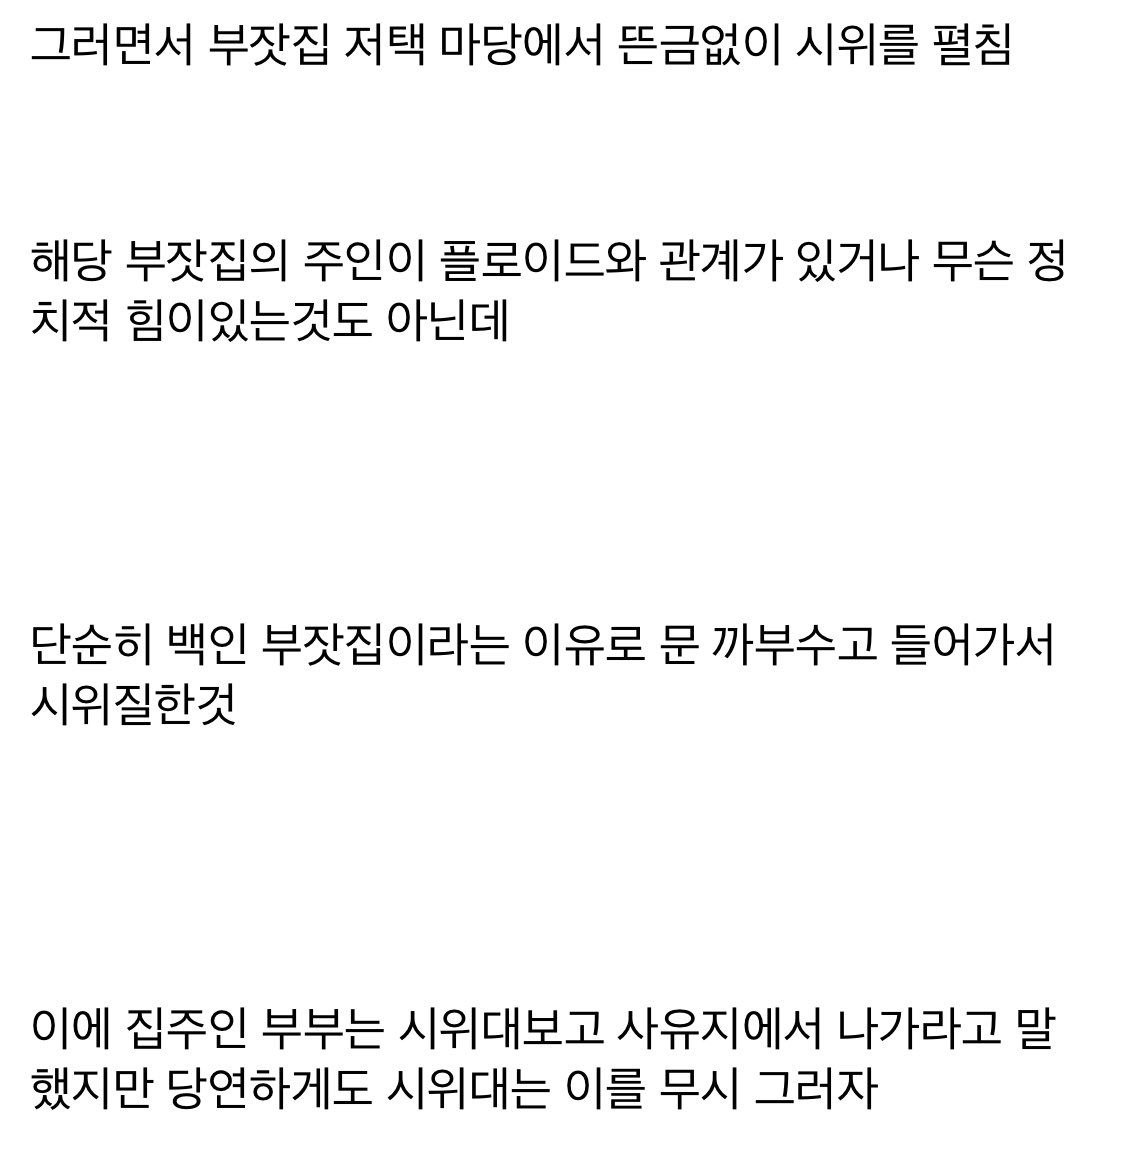 그러면서 부잣집 저택 마당에서 뜬금없이 시위를 펼침
해당 부잣집의 주인이 플로이드와 관계가 있거나 무슨 정
치적 힘이있는것도 아닌데
단순히 백인 부잣집이라는 이유로 문 까부수고 들어가서
시위질한것
이에 집주인 부부는 시위대보고 사유지에서 나가라고 말
했지만 당연하게도 시위대는 이를 무시 그러자